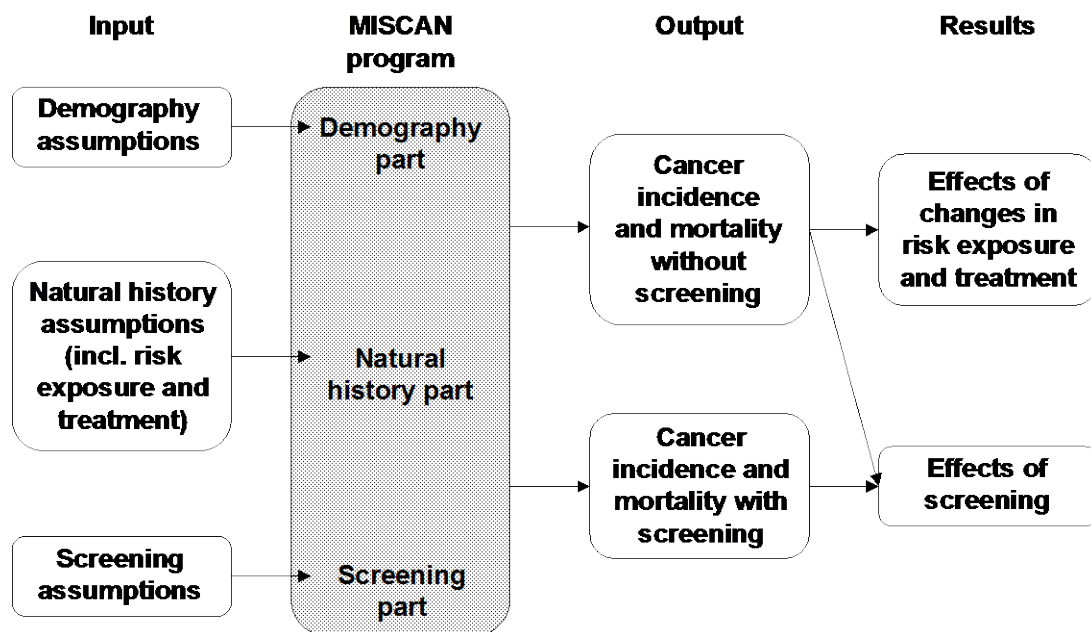 Input
MISCAN
program
Output
Results
Demography
assumptions
Demography
part
Cancer
incidence
and mortality
without
screening
Effects of
changes in
risk exposure
and treatment
Natural history
assumptions
(incl. risk
exposure and
treatment)
Natural
history part
Cancer
incidence and
mortality with
screening
Effects of
screening
Screening
assumptions
Screening
part